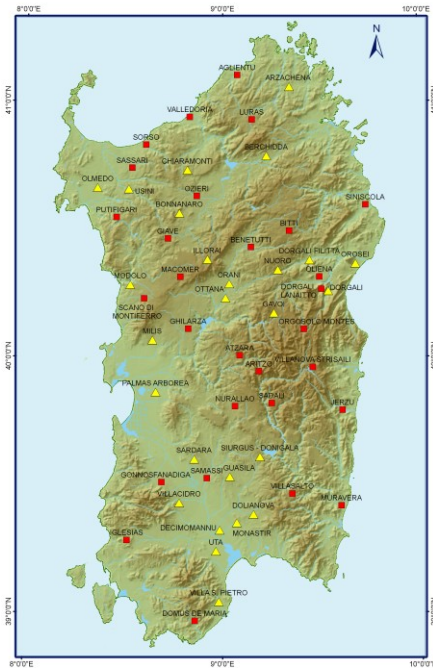 8°0'0"E 9°0'0"E 10°0'0"E
N
AGLIENTU
ARZACHENA
41°0'0"N
VALLEDORIA
LURAS
SORSO
BERCHIDDA
SASSARI
CHIARAMONTI
OLMEDO
USINI
OZIERI
SINISCOLA
BONNANARO
PUTIFIGARI
BITTI
GIAVE
BENETUTTI
ILLORAI
DORGALI FILITTA
OROSEI
NUORO
MACOMER
OLIENA
MODOLO
ORANI
DORGALI
LANAITTO
DORGALI
OTTANA
SCANO DI
MONTIFERRO
GAVOI
GHILARZA
ORGOSOLO MONTES
MILIS
ATZARA
VILLANOVA STRISAILI
ARITZO
PALMAS ARBOREA
NURALLAO
SADALI
JERZU
SARDARA
SIURGUS - DONIGALA
GONNOSFANADIGA
SAMASSI
GUASILA
VILLACIDRO
VILLASALTO
MURAVERA
DOLIANOVA
DECIMOMANNU
MONASTIR
IGLESIAS
UTA
VILLA S. PIETRO
39°0'0"N
DOMUS DE MARIA
8°0'0"E 9°0'0"E 10°0'0"E